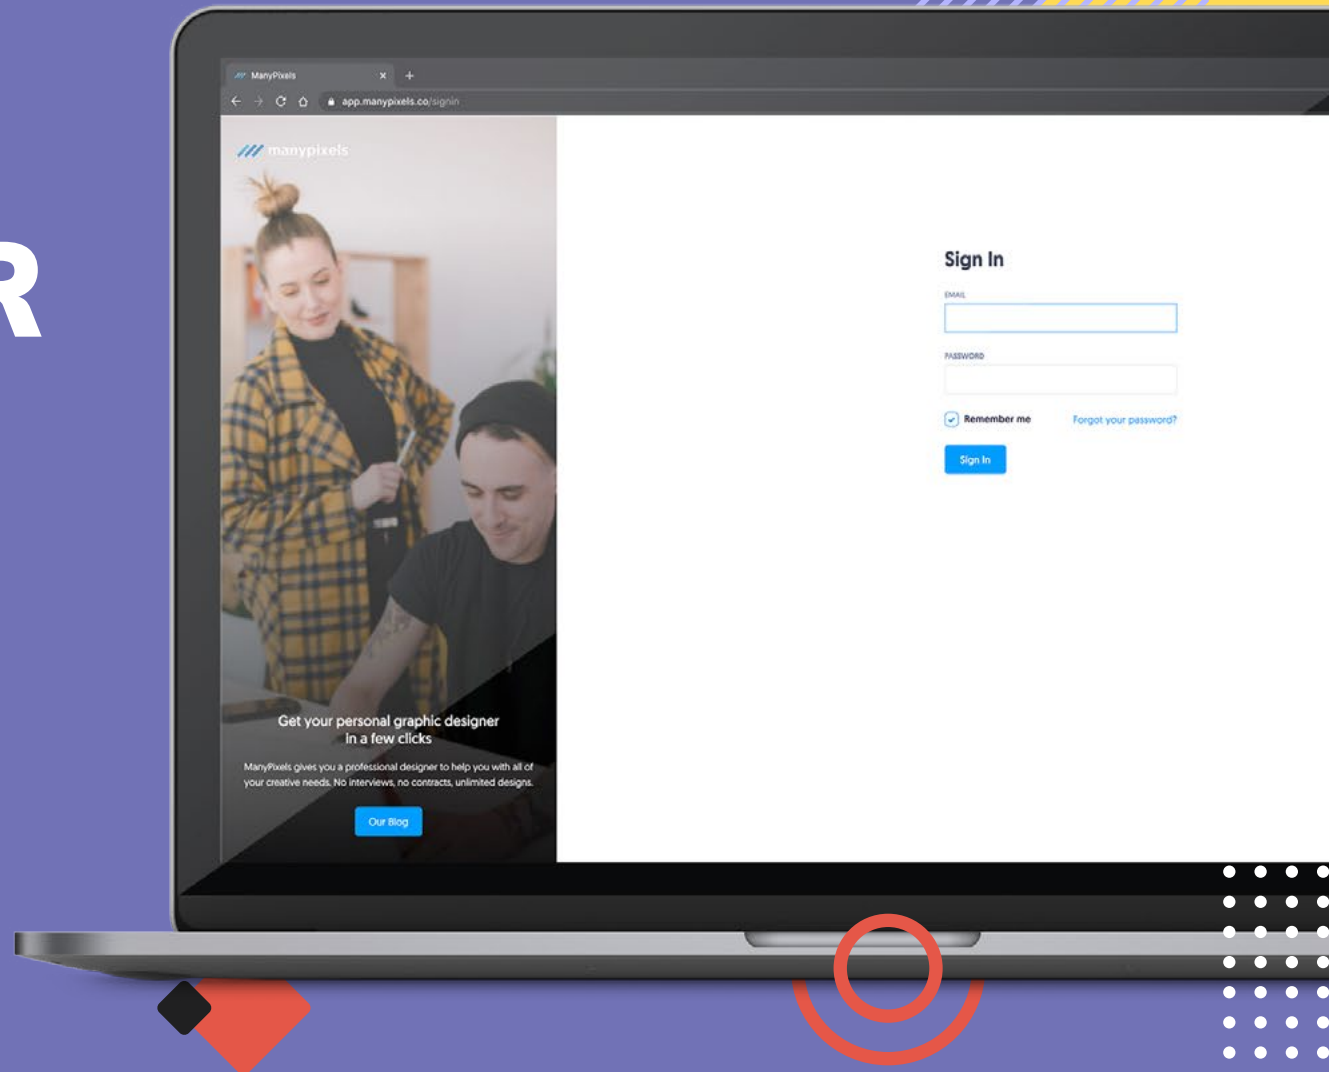 R
ManyPixels
app.manypixels.co/signin
manypixels
Sign In
EMAIL
PASSWORD
Remember me
Forgot your password?
Sign In
Get your personal graphic designer
in a few clicks
ManyPixels gives you a professional designer to help you with all of
your creative needs. No interviews, no contracts, unlimited designs.
Our Blog